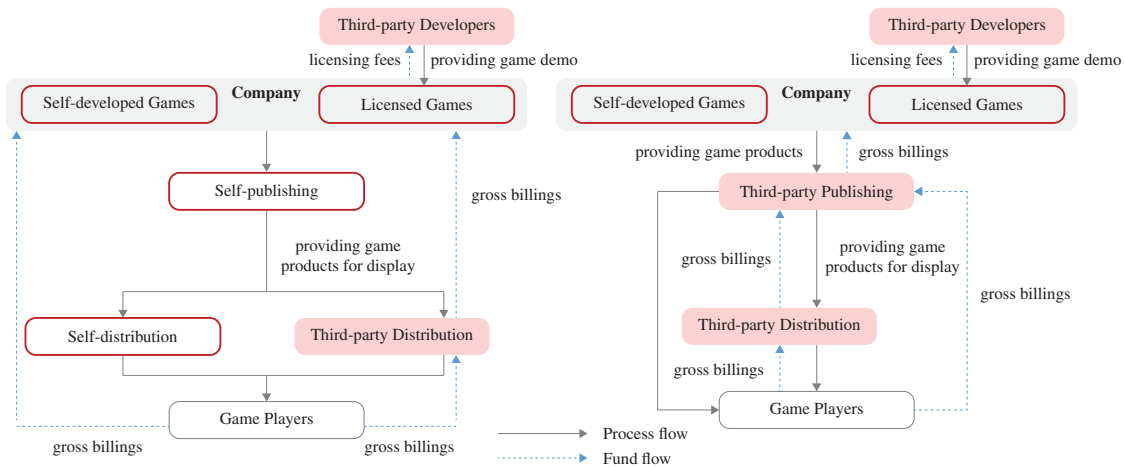 Third-party Developers
licensing fees
providing game demo
Self-developed Games
Company
Licensed Games
Self-publishing
gross billings
providing game
products for display
Self-distribution
Third-party Distribution
Game Players
gross billings
gross billings
Third-party Developers
licensing fees
providing game demo
Self-developed Games
Company
Licensed Games
providing game products
gross billings
Third-party Publishing
gross billings
providing game
products for display
gross billings
Third-party Distribution
gross billings
Game Players
Process flow
Fund flow